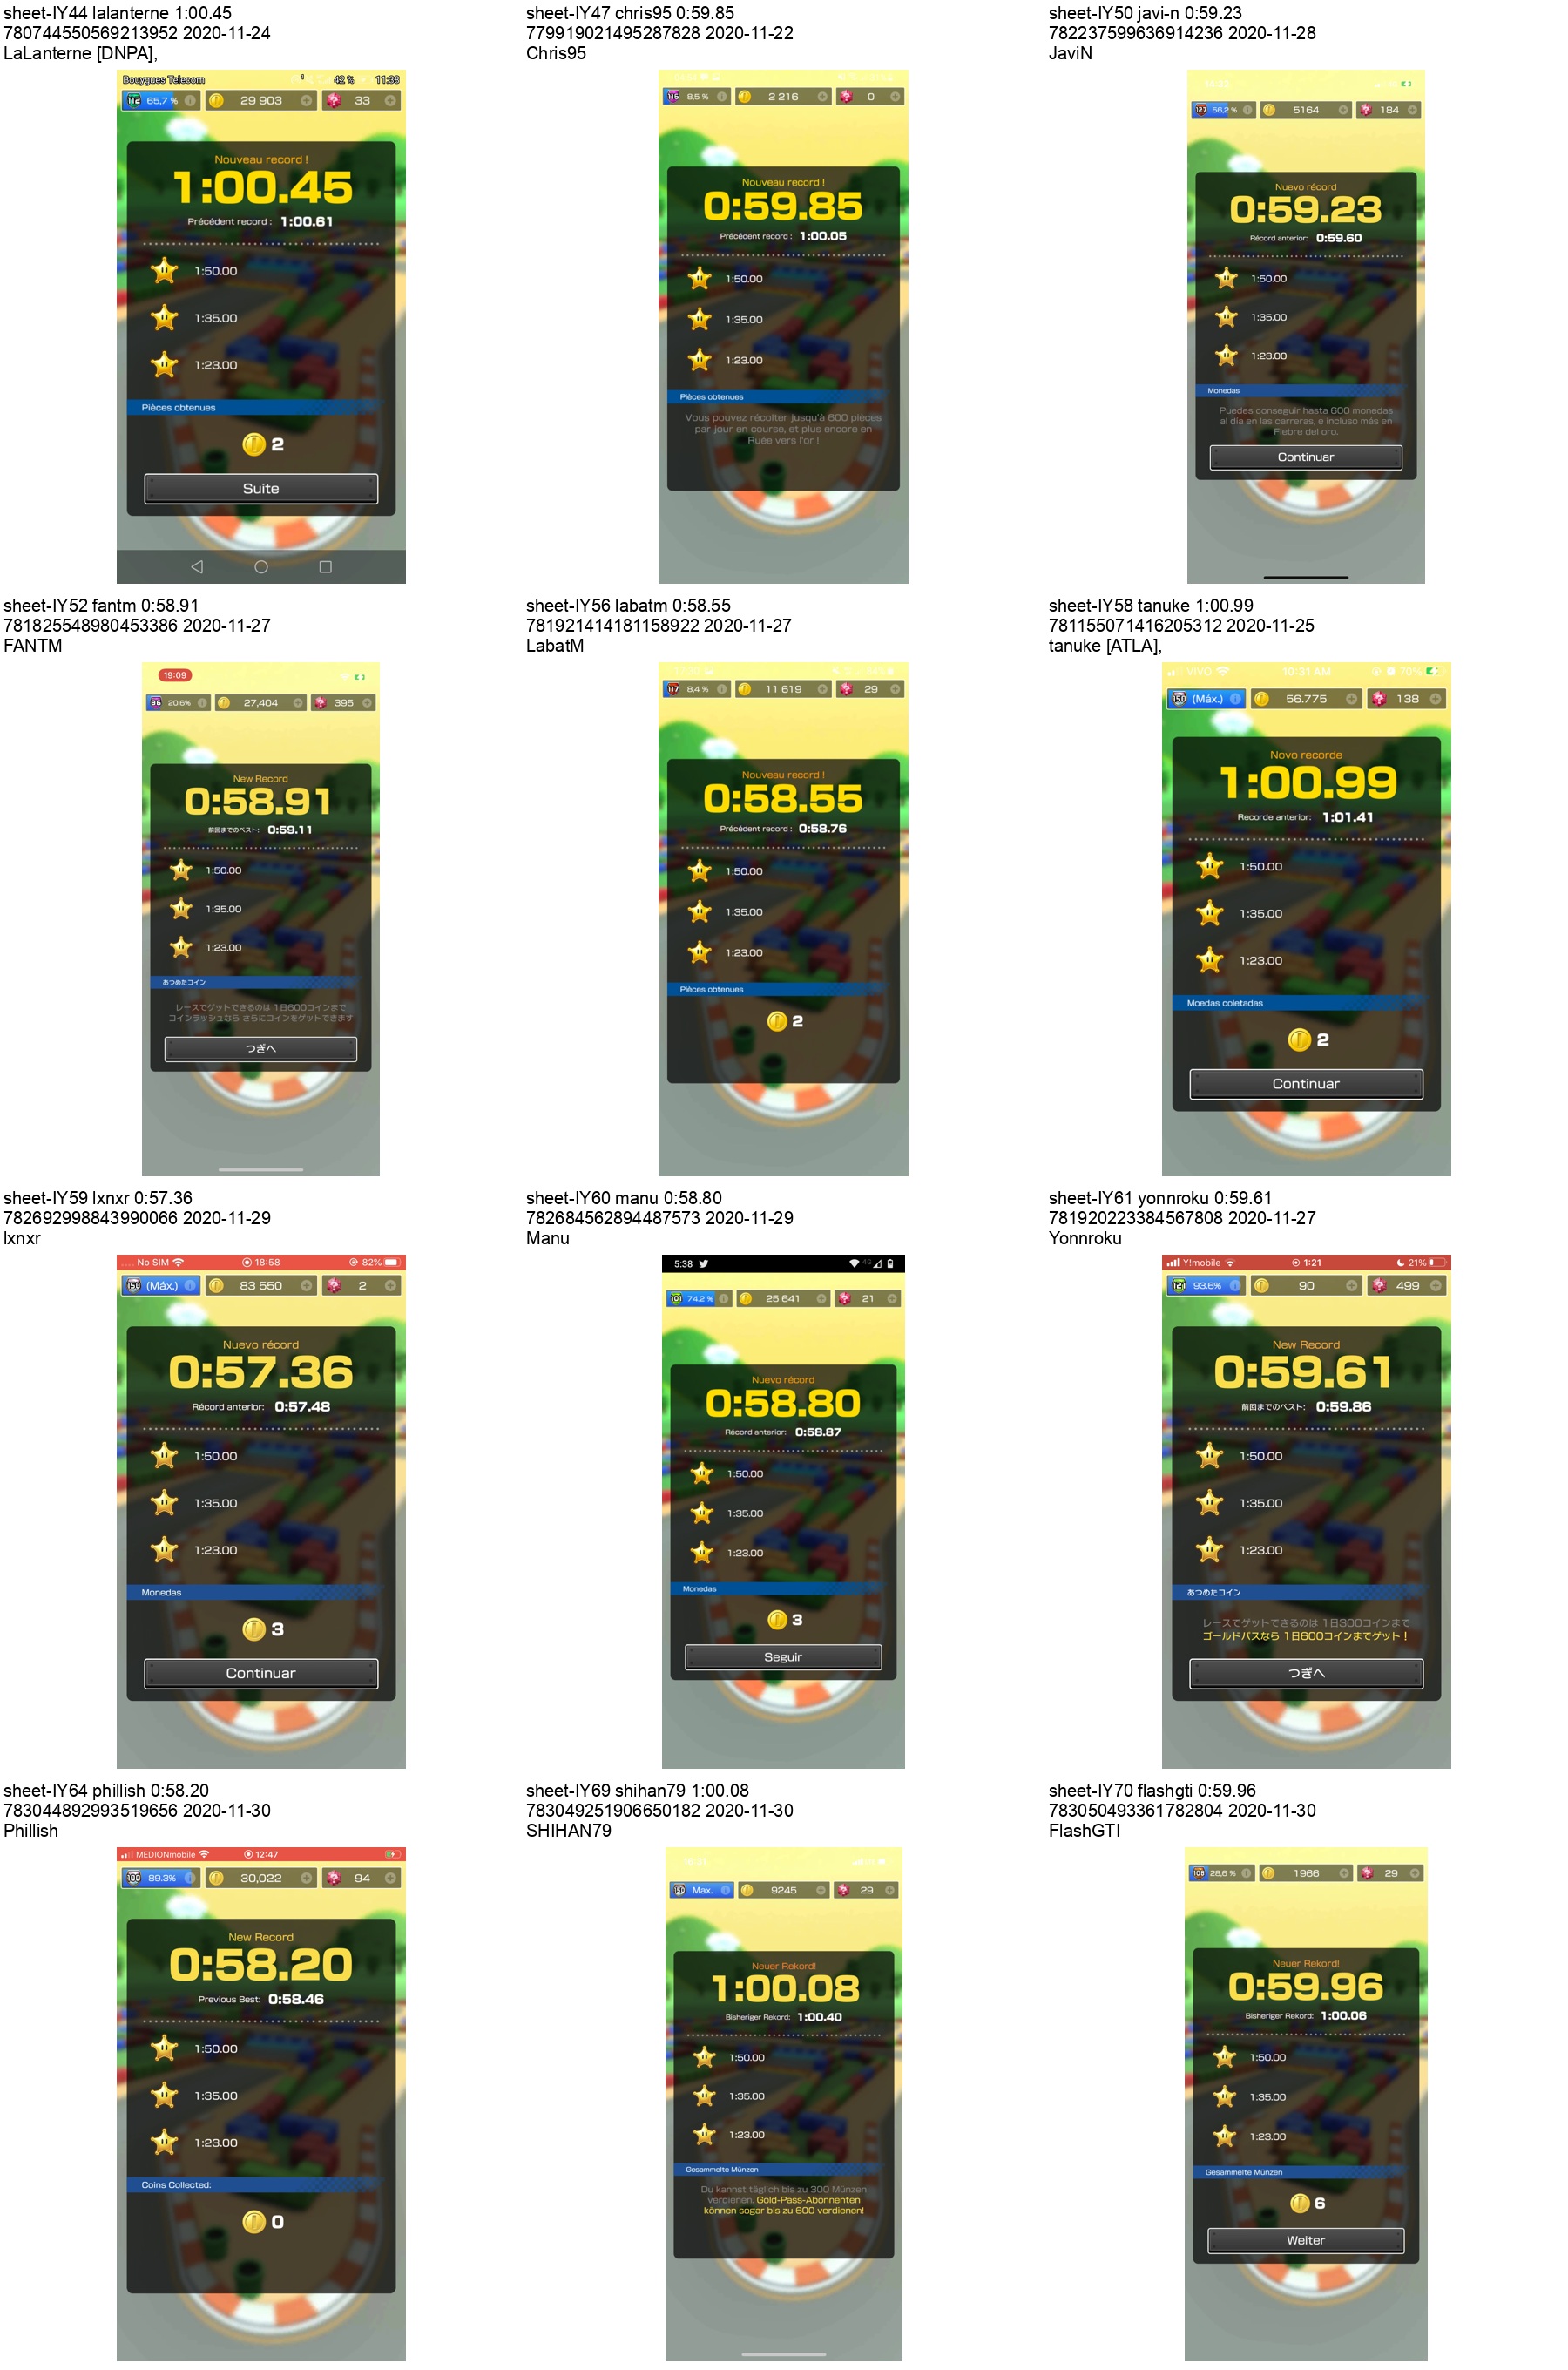 sheet-IY44 lalanterne 1:00.45
780744550569213952 2020-11-24
LaLanterne [DNPA],
Bouygues Telecom 42 % 11:38
112 65,7 % 29 903 33
Nouveau record !
1:00.45
Précédent record : 1:00.61
1:50.00
1:35.00
1:23.00
Pièces obtenues
2
Suite
sheet-IY47 chris95 0:59.85
779919021495287828 2020-11-22
Chris95
116 8,5 % 2 216 0
Nouveau record !
0:59.85
Précédent record : 1:00.05
1:50.00
1:35.00
1:23.00
Pièces obtenues
Vous pouvez récolter jusqu'à 600 pièces
par jour en course, et plus encore en
Ruée vers l'or !
sheet-IY50 javi-n 0:59.23
782237599636914236 2020-11-28
JaviN
127 56,2 % 5164 184
Nuevo récord
0:59.23
Récord anterior: 0:59.60
1:50.00
1:35.00
1:23.00
Monedas
Puedes conseguir hasta 600 monedas
al día en las carreras, e incluso más en
Fiebre del oro.
Continuar
sheet-IY52 fantm 0:58.91
781825548980453386 2020-11-27
FANTM
19:09
86 20.6% 27,404 395
New Record
0:58.91
前回までのベスト: 0:59.11
1:50.00
1:35.00
1:23.00
あつめたコイン
レースでゲットできるのは 1日600コインまで
コインラッシュなら さらにコインをゲットできます
つぎへ
sheet-IY56 labatm 0:58.55
781921414181158922 2020-11-27
LabatM
117 8,4 % 11 619 29
Nouveau record !
0:58.55
Précédent record : 0:58.76
1:50.00
1:35.00
1:23.00
Pièces obtenues
2
sheet-IY58 tanuke 1:00.99
781155071416205312 2020-11-25
tanuke [ATLA],
VIVO 10:31 AM 70%
150 (Máx.) 56.775 138
Novo recorde
1:00.99
Recorde anterior: 1:01.41
1:50.00
1:35.00
1:23.00
Moedas coletadas
2
Continuar
sheet-IY59 lxnxr 0:57.36
782692998843990066 2020-11-29
lxnxr
No SIM 18:58 82%
150 (Máx.) 83 550 2
Nuevo récord
0:57.36
Récord anterior: 0:57.48
1:50.00
1:35.00
1:23.00
Monedas
3
Continuar
sheet-IY60 manu 0:58.80
782684562894487573 2020-11-29
Manu
5:38
101 74.2 % 25 641 21
Nuevo récord
0:58.80
Récord anterior: 0:58.87
1:50.00
1:35.00
1:23.00
Monedas
3
Seguir
sheet-IY61 yonnroku 0:59.61
781920223384567808 2020-11-27
Yonnroku
Y!mobile 1:21 21%
121 93.6% 90 499
New Record
0:59.61
前回までのベスト: 0:59.86
1:50.00
1:35.00
1:23.00
あつめたコイン
レースでゲットできるのは 1日300コインまで
ゴールドパスなら 1日600コインまでゲット！
つぎへ
sheet-IY64 phillish 0:58.20
783044892993519656 2020-11-30
Phillish
MEDIONmobile 12:47
100 89.3% 30,022 94
New Record
0:58.20
Previous Best: 0:58.46
1:50.00
1:35.00
1:23.00
Coins Collected:
0
sheet-IY69 shihan79 1:00.08
783049251906650182 2020-11-30
SHIHAN79
150 Max. 9245 29
Neuer Rekord!
1:00.08
Bisheriger Rekord: 1:00.40
1:50.00
1:35.00
1:23.00
Gesammelte Münzen
Du kannst täglich bis zu 300 Münzen
verdienen. Gold-Pass-Abonnenten
können sogar bis zu 600 verdienen!
sheet-IY70 flashgti 0:59.96
783050493361782804 2020-11-30
FlashGTI
28,6 % 1966 29
Neuer Rekord!
0:59.96
Bisheriger Rekord: 1:00.06
1:50.00
1:35.00
1:23.00
Gesammelte Münzen
6
Weiter